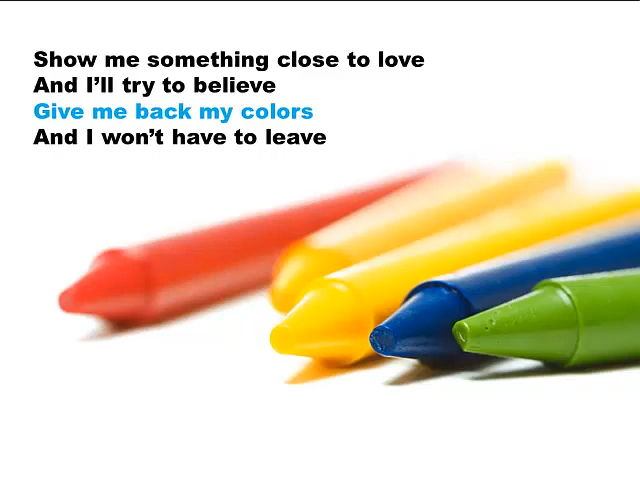 Show me something close to love
And I’ll try to believe
Give me back my colors
And I won’t have to leave